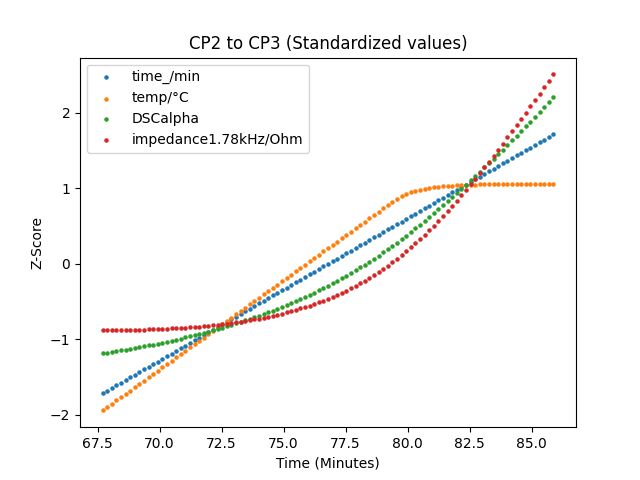 CP2 to CP3 (Standardized values)
time_/min
temp/°C
DSCalpha
impedance1.78kHz/Ohm
Z-Score
2
1
0
−1
−2
67.5 70.0 72.5 75.0 77.5 80.0 82.5 85.0
Time (Minutes)